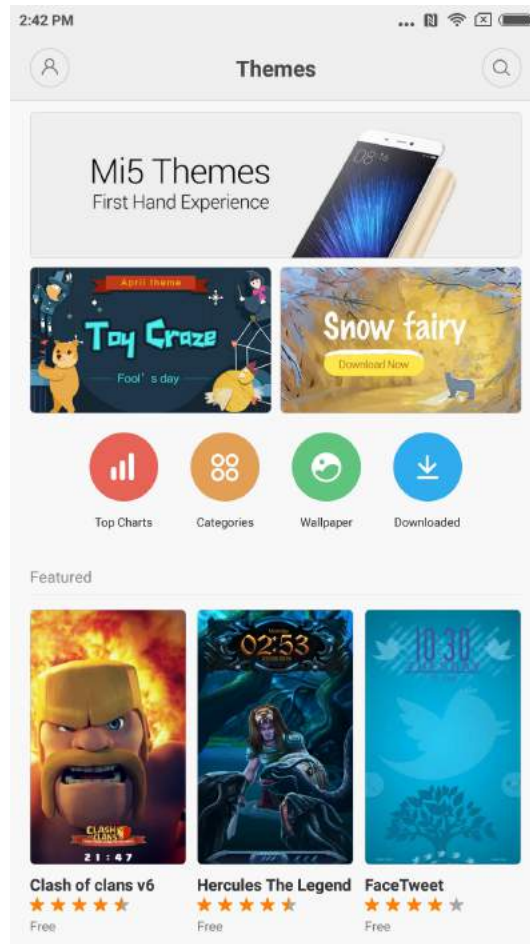 2:42 PM
Themes
Mi5 Themes
First Hand Experience
08 16
April theme
Toy Craze
Fool's day
Snow fairy
Download Now
Top Charts
Categories
Wallpaper
Downloaded
Featured
02:53
10:30
CLASH
OF CLANS
21:47
Clash of clans v6
Hercules The Legend
FaceTweet
Free
Free
Free